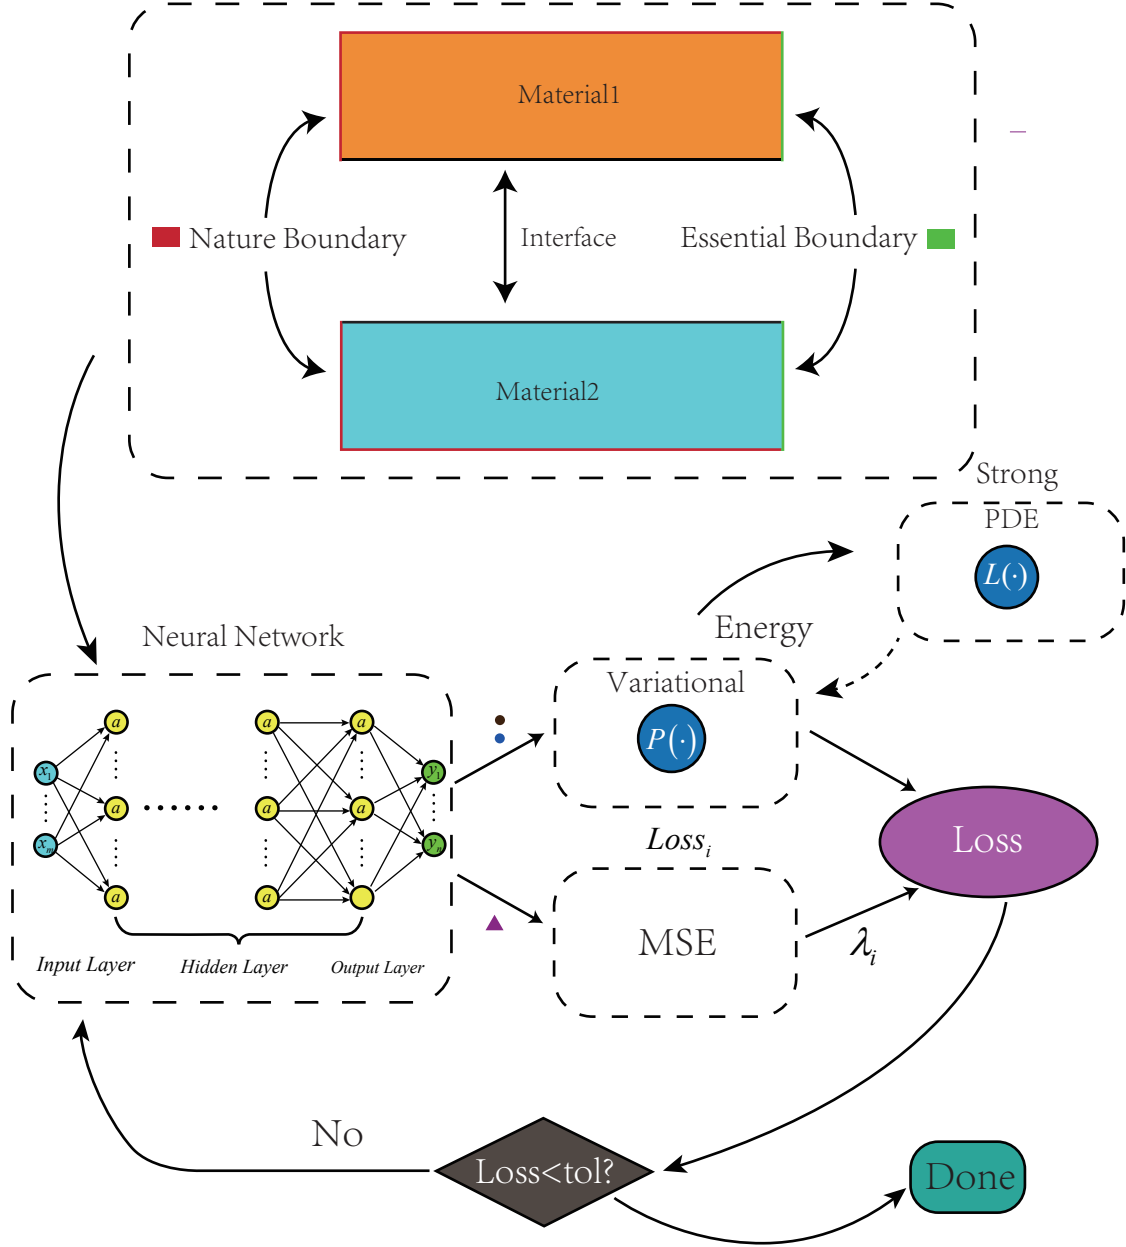 Material1
Nature Boundary
Interface
Essential Boundary
Material2
Strong
PDE
L(·)
Energy
Neural Network
Variational
P(·)
a
a
a
x₁
y₁
a
a
a
xₘ
yₙ
Lossᵢ
Loss
a
a
MSE
λᵢ
Input Layer
Hidden Layer
Output Layer
No
Loss<tol?
Done